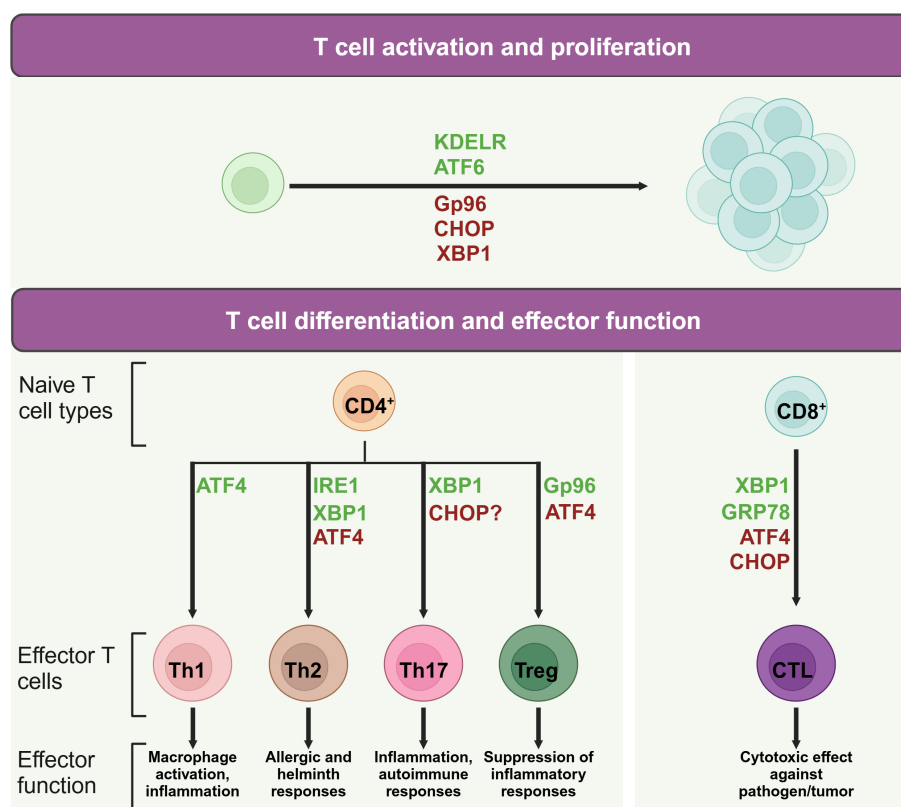 T cell activation and proliferation
KDELR
ATF6
Gp96
CHOP
XBP1
T cell differentiation and effector function
Naive T
cell types
CD4⁺
CD8⁺
ATF4
IRE1
XBP1
ATF4
XBP1
CHOP?
Gp96
ATF4
XBP1
GRP78
ATF4
CHOP
Effector T
cells
Th1
Th2
Th17
Treg
CTL
Effector
function
Macrophage
activation,
inflammation
Allergic and
helminth
responses
Inflammation,
autoimmune
responses
Suppression of
inflammatory
responses
Cytotoxic effect
against
pathogen/tumor